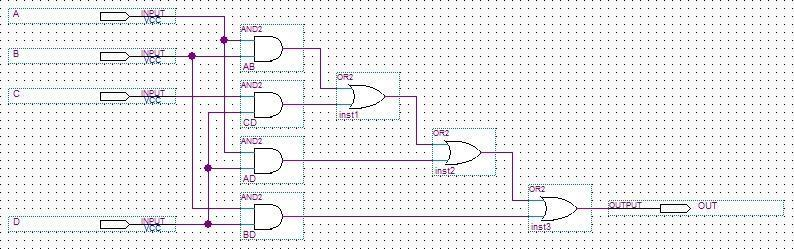 A INPUT
VCC
AND2
B INPUT
VCC
AB
OR2
AND2
C INPUT
VCC
inst1
CD
OR2
AND2
inst2
AD
OR2
AND2
OUTPUT OUT
D INPUT
VCC
inst3
BD